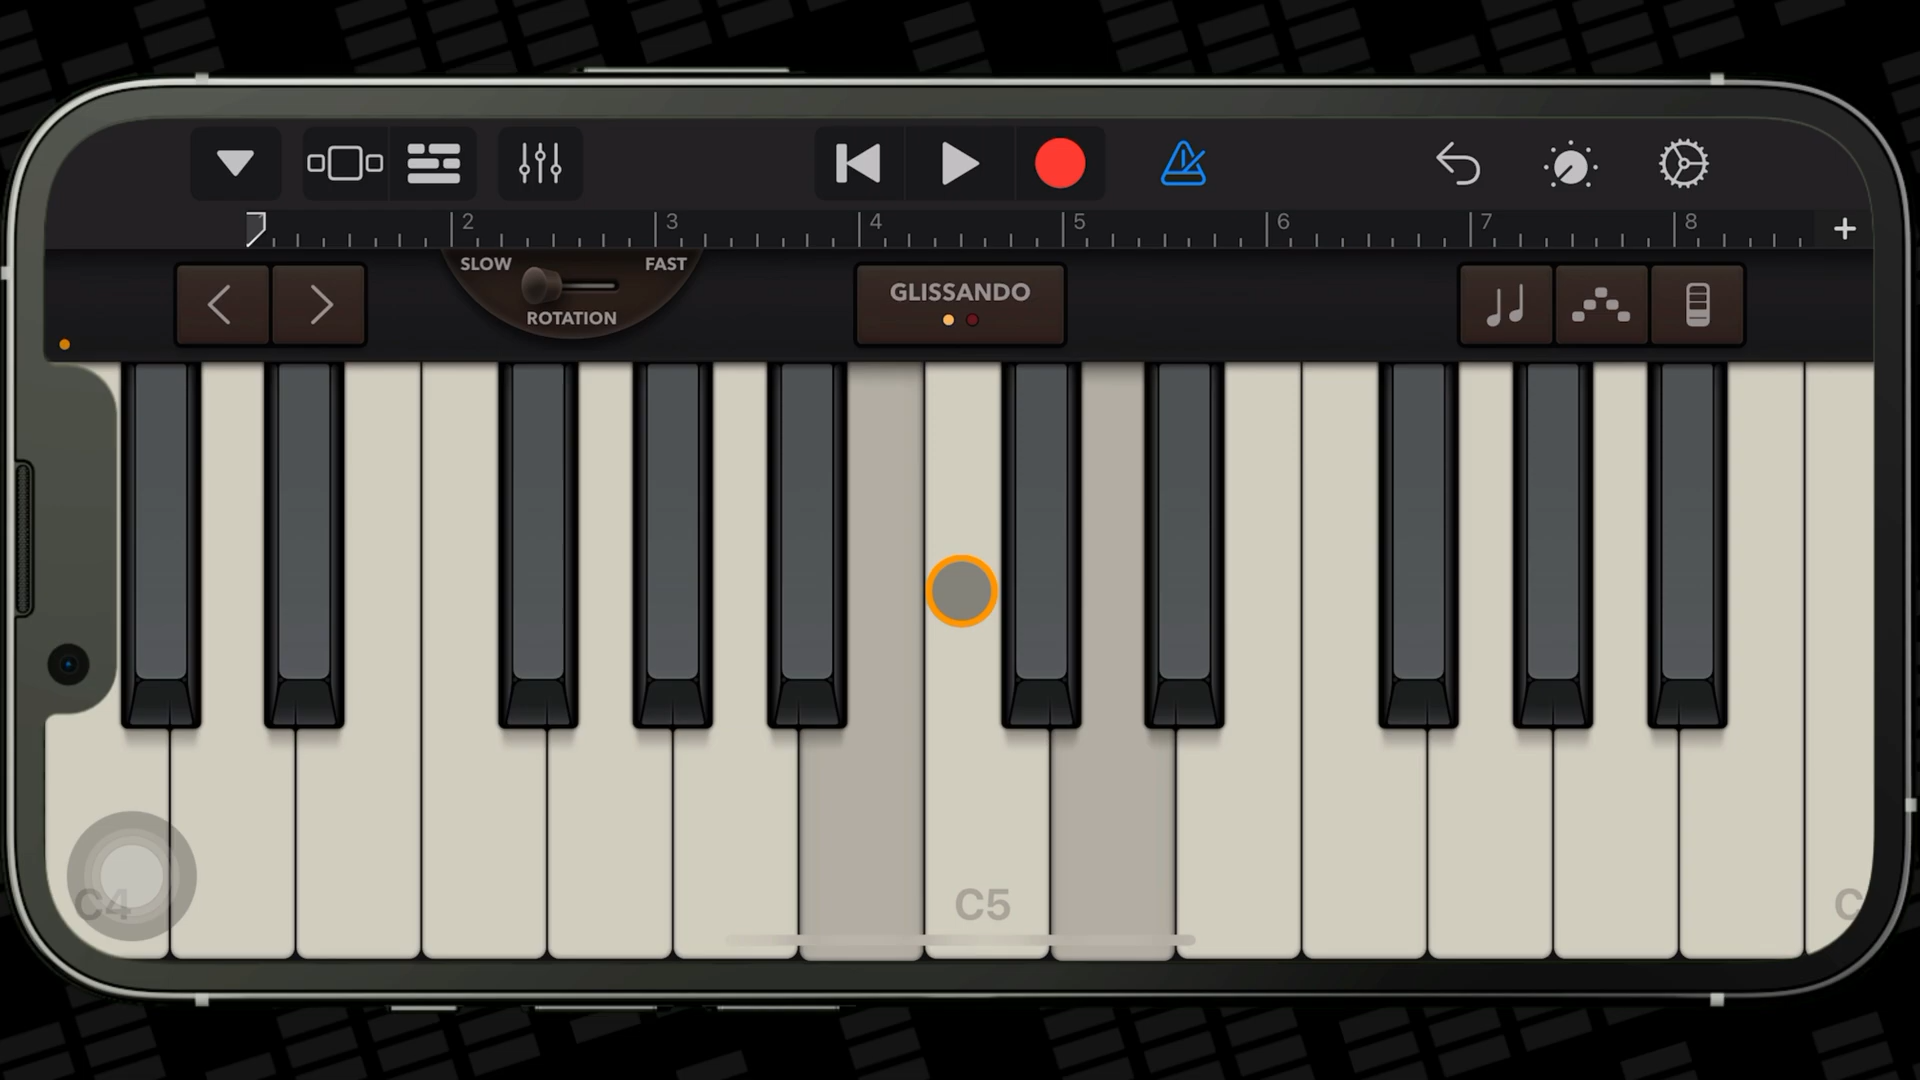 2 3 4 5 6 7 8
SLOW FAST
ROTATION
GLISSANDO
C4 C5 C